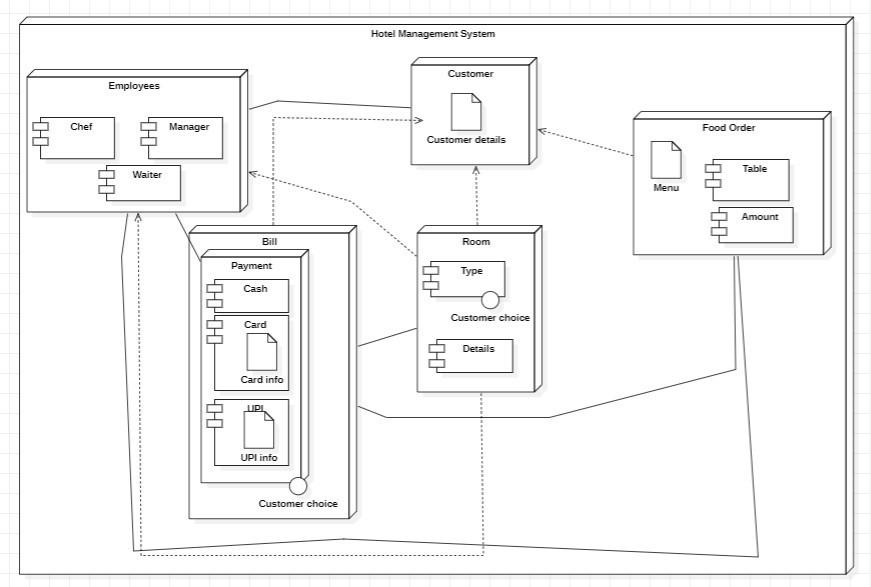 Hotel Management System
Employees
Chef
Manager
Waiter
Customer
Customer details
Food Order
Menu
Table
Amount
Bill
Payment
Cash
Card
Card info
UPI
UPI info
Customer choice
Room
Type
Customer choice
Details